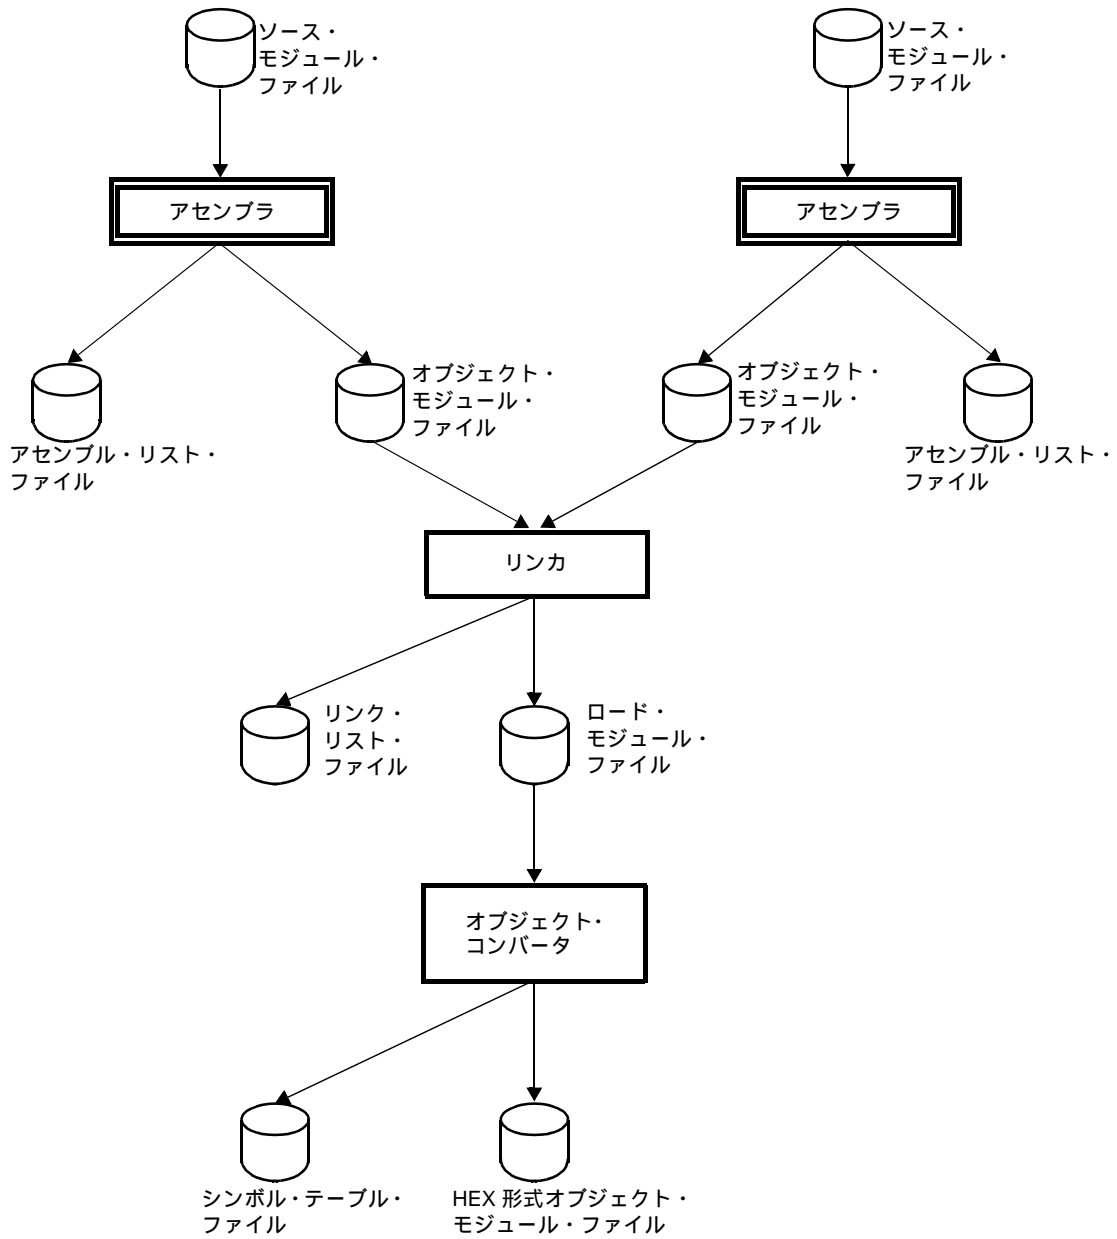 ソース・
モジュール・
ファイル
ソース・
モジュール・
ファイル
アセンブラ
アセンブラ
オブジェクト・
モジュール・
ファイル
オブジェクト・
モジュール・
ファイル
アセンブル・リスト・
ファイル
アセンブル・リスト・
ファイル
リンカ
リンク・
リスト・
ファイル
ロード・
モジュール・
ファイル
オブジェクト・
コンバータ
シンボル・テーブル・
ファイル
HEX 形式オブジェクト・
モジュール・ファイル